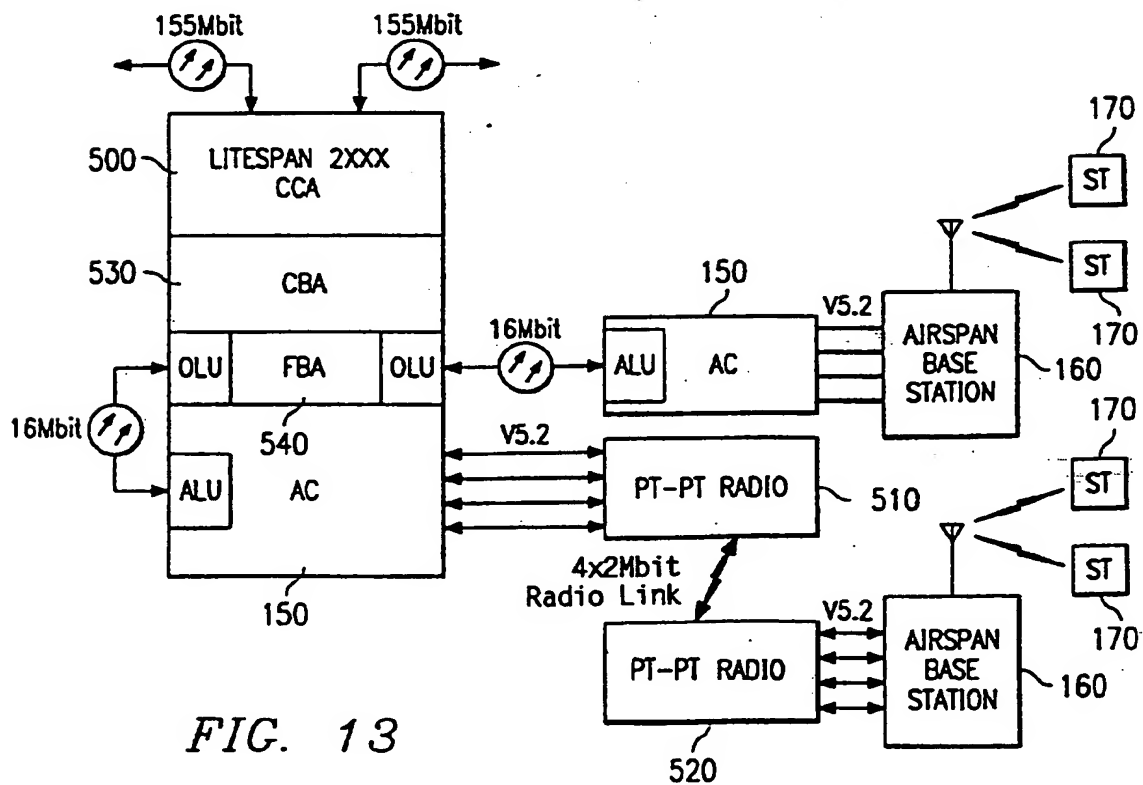 155Mbit
155Mbit
500
LITESPAN 2XXX
CCA
530
CBA
OLU
FBA
OLU
540
16Mbit
ALU
AC
150
16Mbit
150
ALU
AC
V5.2
AIRSPAN
BASE
STATION
160
170
ST
ST
170
V5.2
PT-PT RADIO
510
4x2Mbit
Radio Link
PT-PT RADIO
520
V5.2
AIRSPAN
BASE
STATION
160
170
ST
ST
170
FIG. 13